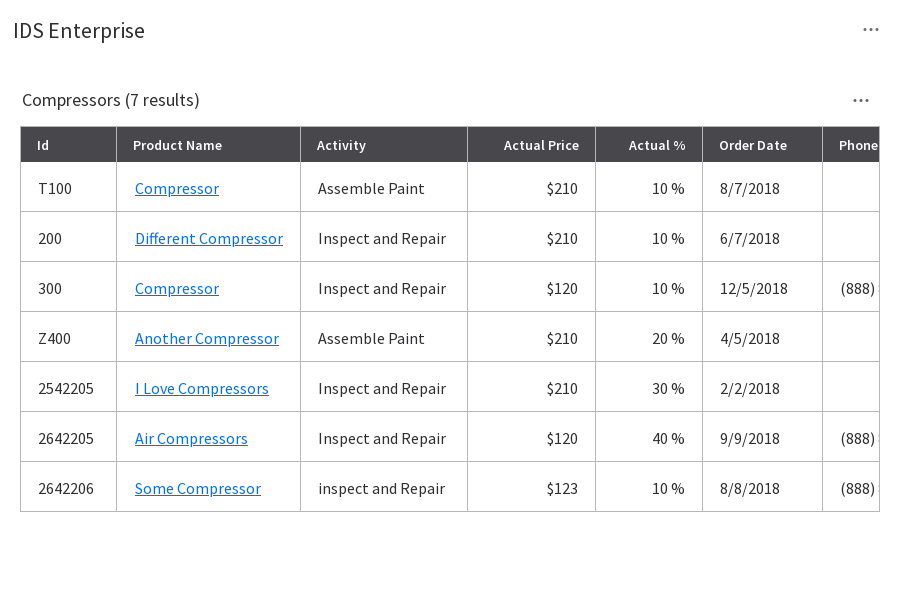 IDS Enterprise
Compressors (7 results)
Id Product Name Activity Actual Price Actual % Order Date Phone
T100 Compressor Assemble Paint $210 10 % 8/7/2018
200 Different Compressor Inspect and Repair $210 10 % 6/7/2018
300 Compressor Inspect and Repair $120 10 % 12/5/2018 (888)
Z400 Another Compressor Assemble Paint $210 20 % 4/5/2018
2542205 I Love Compressors Inspect and Repair $210 30 % 2/2/2018
2642205 Air Compressors Inspect and Repair $120 40 % 9/9/2018 (888)
2642206 Some Compressor inspect and Repair $123 10 % 8/8/2018 (888)